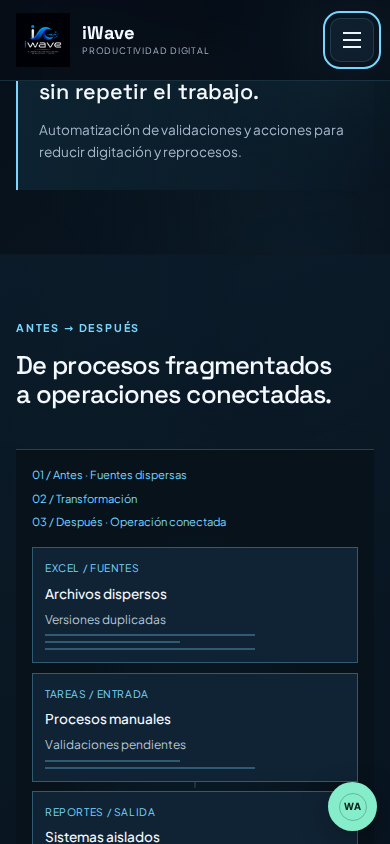 iwave
iWave
PRODUCTIVIDAD DIGITAL
sin repetir el trabajo.
Automatización de validaciones y acciones para
reducir digitación y reprocesos.
ANTES → DESPUÉS
De procesos fragmentados
a operaciones conectadas.
01 / Antes · Fuentes dispersas
02 / Transformación
03 / Después · Operación conectada
EXCEL / FUENTES
Archivos dispersos
Versiones duplicadas
TAREAS / ENTRADA
Procesos manuales
Validaciones pendientes
REPORTES / SALIDA
Sistemas aislados
WA